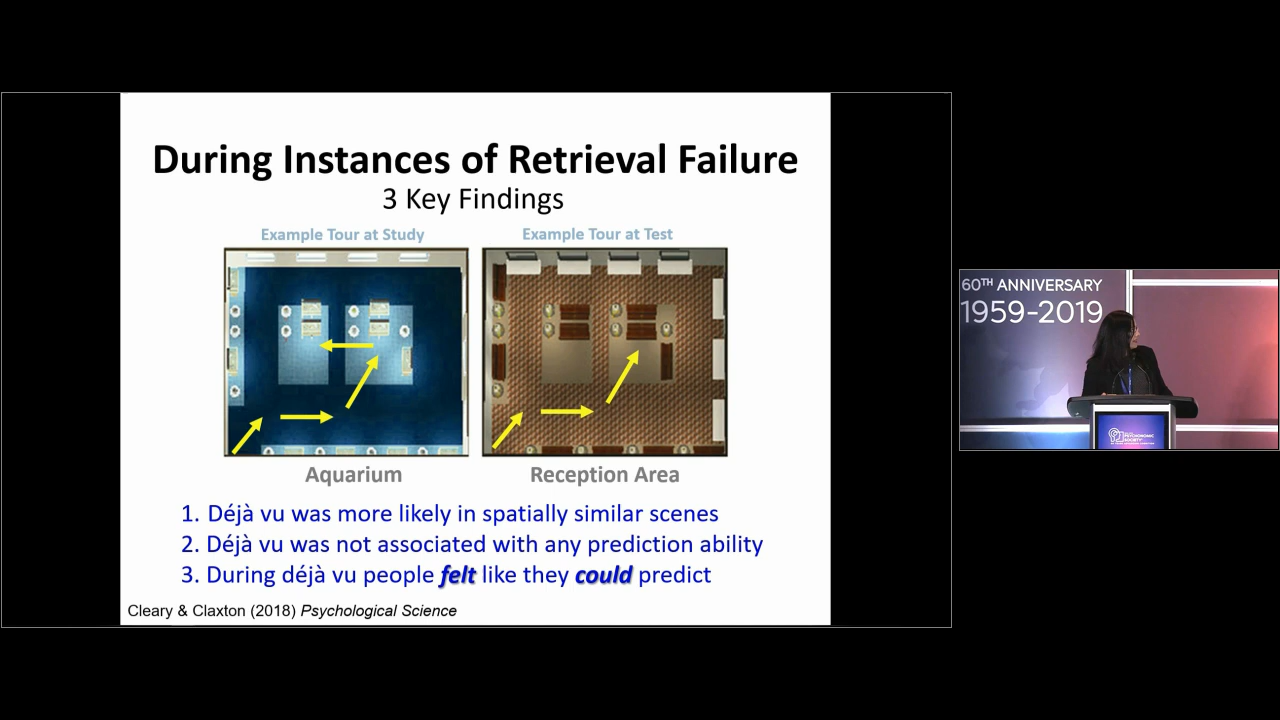 During Instances of Retrieval Failure
3 Key Findings
Example Tour at Study
Example Tour at Test
Aquarium
Reception Area
1. Déjà vu was more likely in spatially similar scenes
2. Déjà vu was not associated with any prediction ability
3. During déjà vu people felt like they could predict
Cleary & Claxton (2018) Psychological Science
60TH ANNIVERSARY
1959-2019
PSYCHONOMIC
SOCIETY